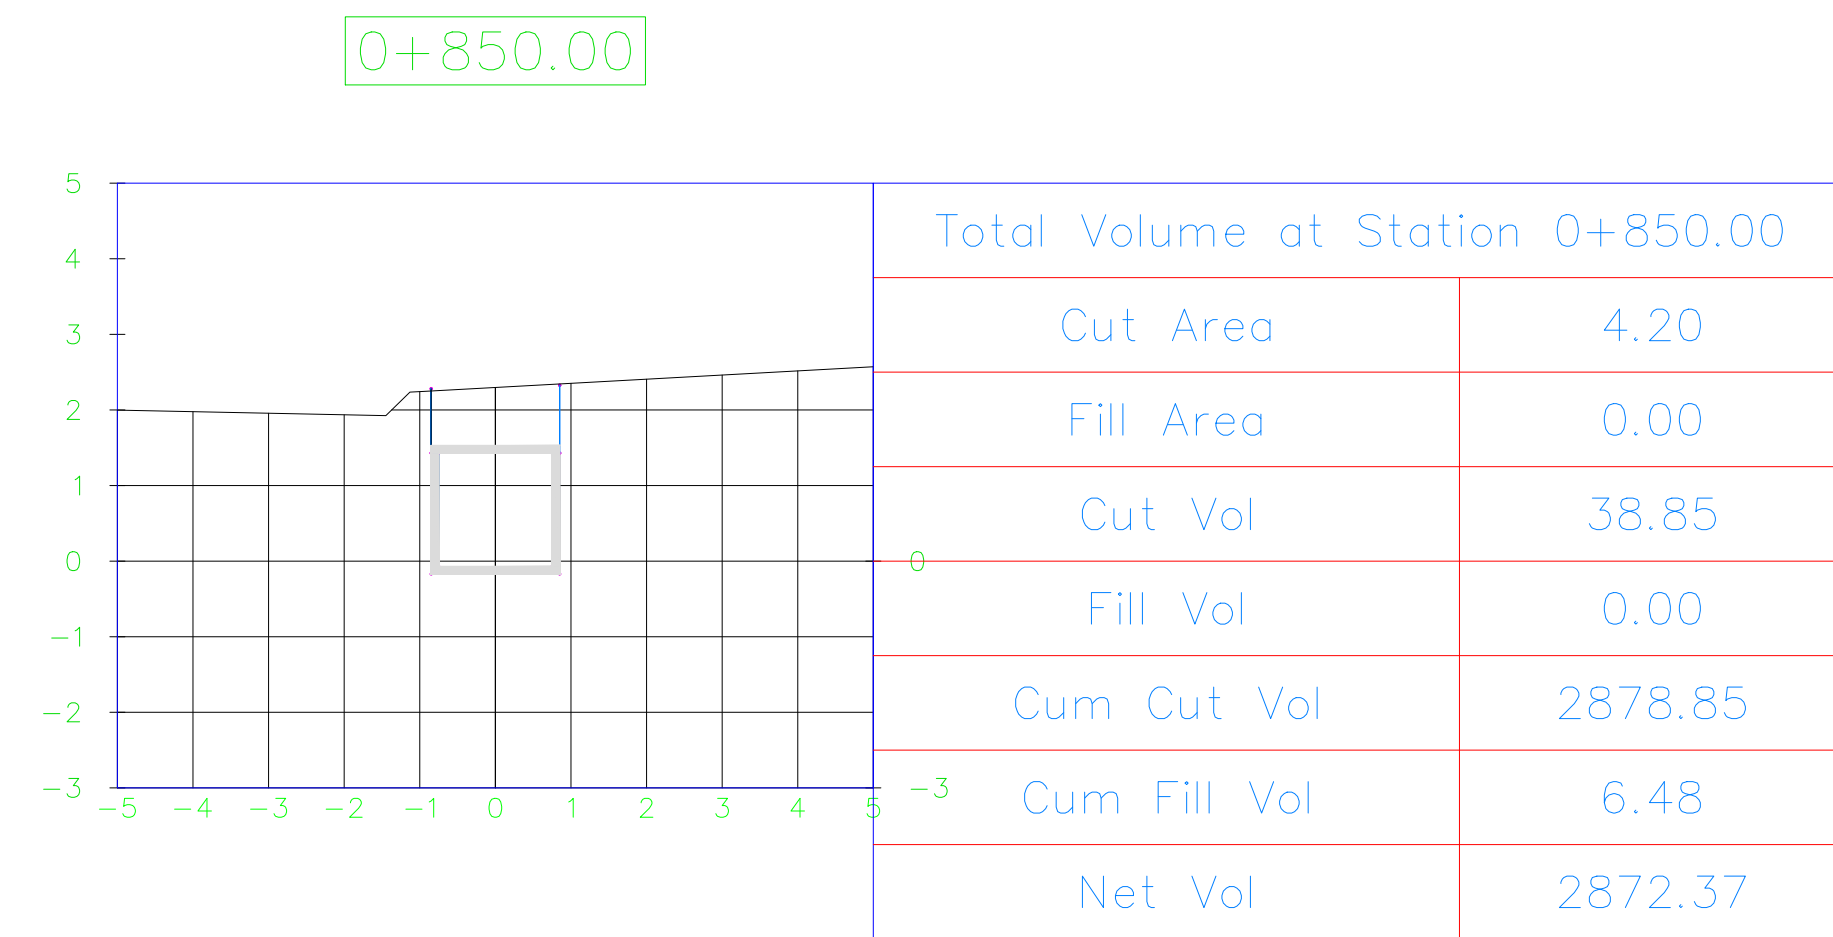 0+850.00
5
4
3
2
1
0
-1
-2
-3
-5 -4 -3 -2 -1 0 1 2 3 4 5
0
-3
Total Volume at Station 0+850.00
Cut Area 4.20
Fill Area 0.00
Cut Vol 38.85
Fill Vol 0.00
Cum Cut Vol 2878.85
Cum Fill Vol 6.48
Net Vol 2872.37